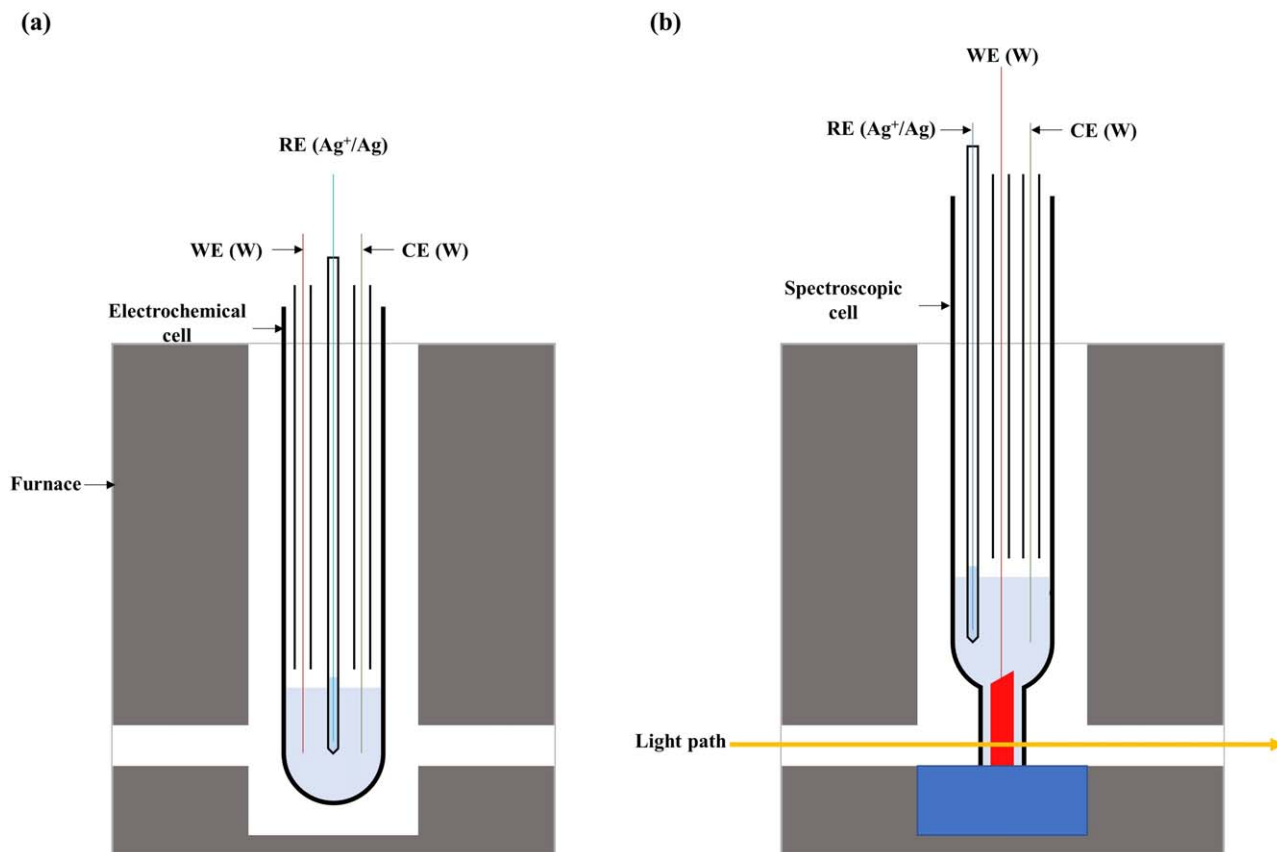 (a)
RE (Ag⁺/Ag)
WE (W)
CE (W)
Electrochemical
cell
Furnace
(b)
WE (W)
RE (Ag⁺/Ag)
CE (W)
Spectroscopic
cell
Light path